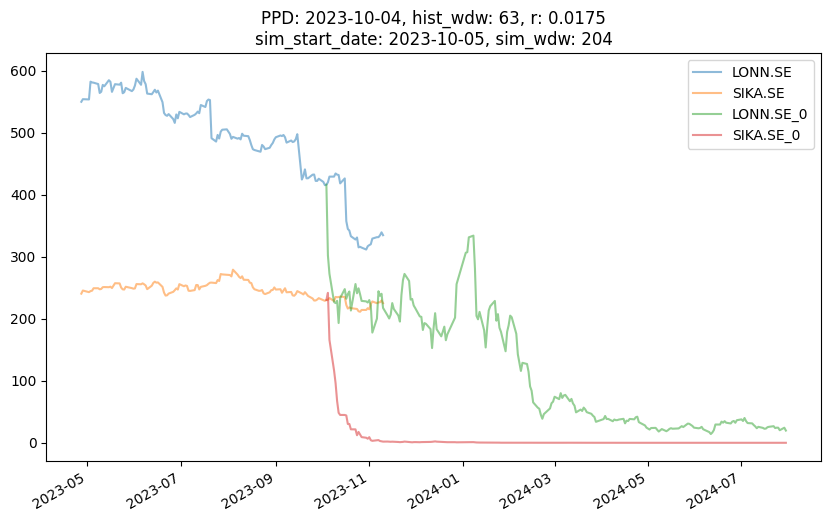 PPD: 2023-10-04, hist_wdw: 63, r: 0.0175
sim_start_date: 2023-10-05, sim_wdw: 204
LONN.SE
SIKA.SE
LONN.SE_0
SIKA.SE_0
600
500
400
300
200
100
0
2023-05
2023-07
2023-09
2023-11
2024-01
2024-03
2024-05
2024-07